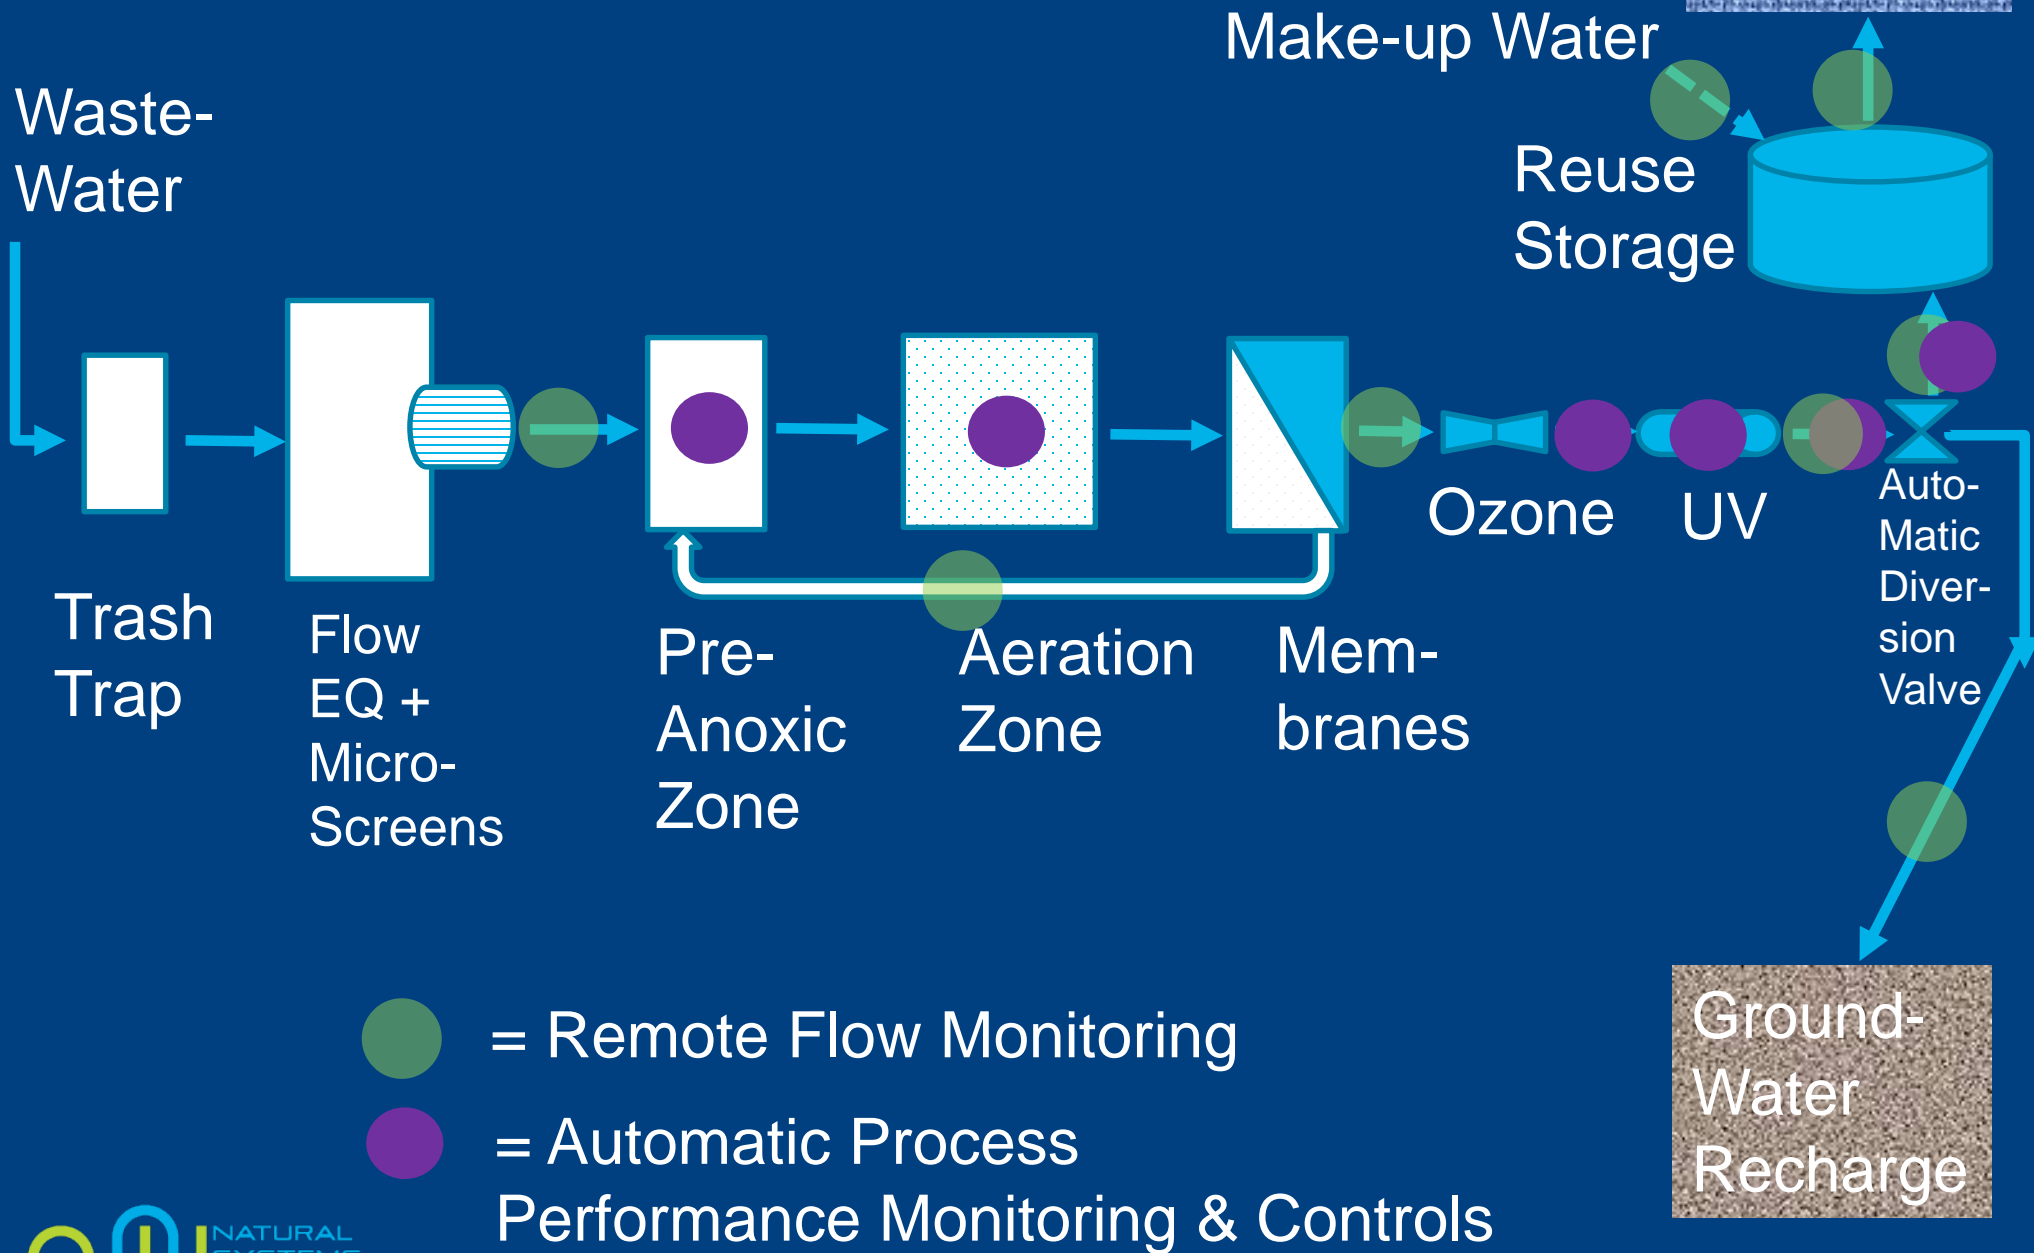 Make-up Water
Waste-
Water
Reuse
Storage
Ozone
UV
Auto-
Matic
Diver-
sion
Valve
Trash
Trap
Flow
EQ +
Micro-
Screens
Pre-
Anoxic
Zone
Aeration
Zone
Mem-
branes
= Remote Flow Monitoring
= Automatic Process
Performance Monitoring & Controls
Ground-
Water
Recharge
NATURAL
SYSTEMS